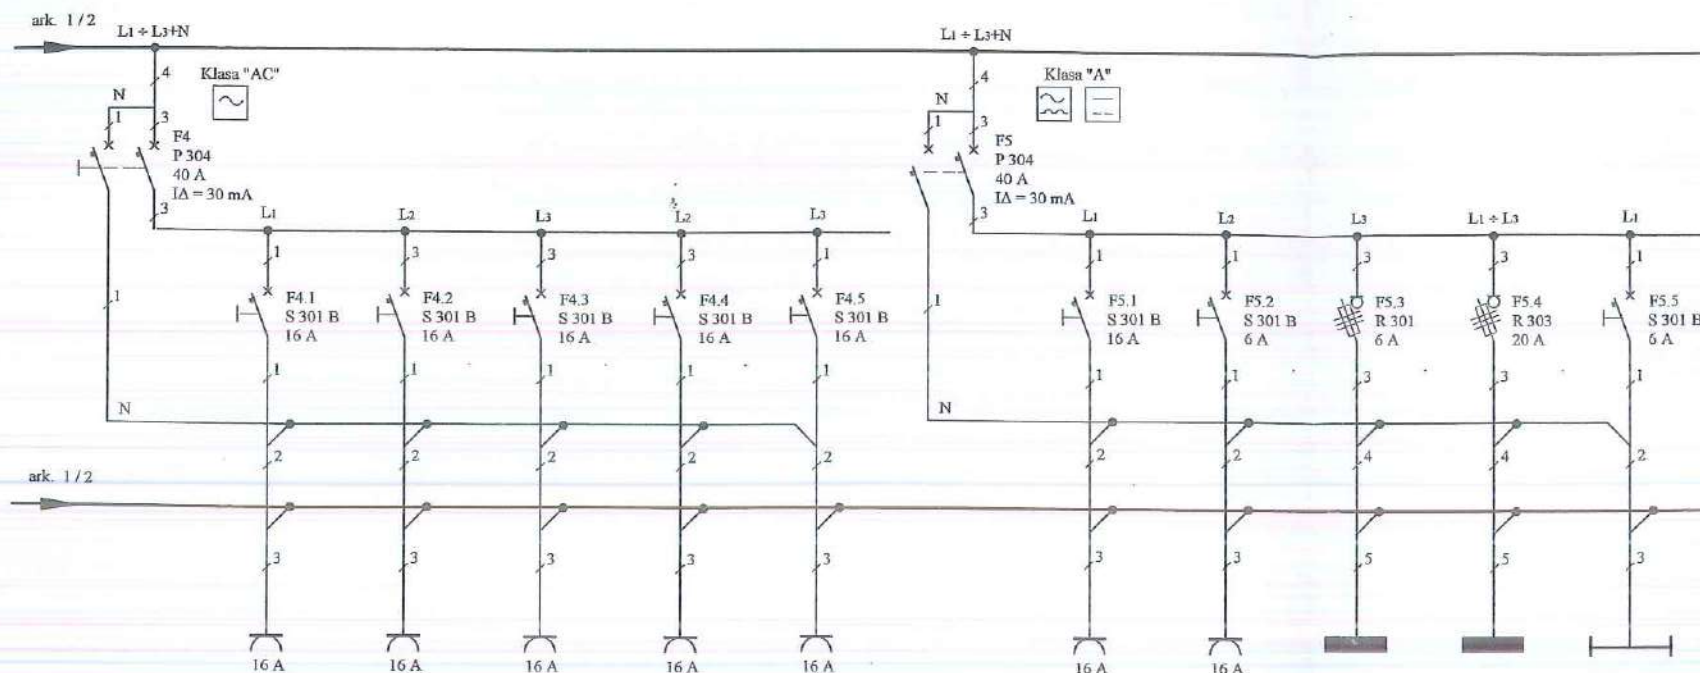 ark. 1/2
L1 ÷ L3+N
L1 ÷ L3+N
4
Klasa "AC"
4
Klasa "A"
N
N
1
3
1
3
F4
P 304
40 A
IΔ = 30 mA
F5
P 304
40 A
IΔ = 30 mA
3
3
L1
L2
L3
L2
L3
L1
L2
L3
L1 ÷ L3
L1
1
3
3
3
1
1
1
3
3
1
1
1
F4.1
S 301 B
16 A
F4.2
S 301 B
16 A
F4.3
S 301 B
16 A
F4.4
S 301 B
16 A
F4.5
S 301 B
16 A
F5.1
S 301 B
16 A
F5.2
S 301 B
6 A
F5.3
R 301
6 A
F5.4
R 303
20 A
F5.5
S 301 B
6 A
1
1
1
1
1
1
1
3
3
1
N
N
2
2
2
2
2
2
2
4
4
2
ark. 1/2
3
3
3
3
3
3
3
5
5
3
16 A
16 A
16 A
16 A
16 A
16 A
16 A